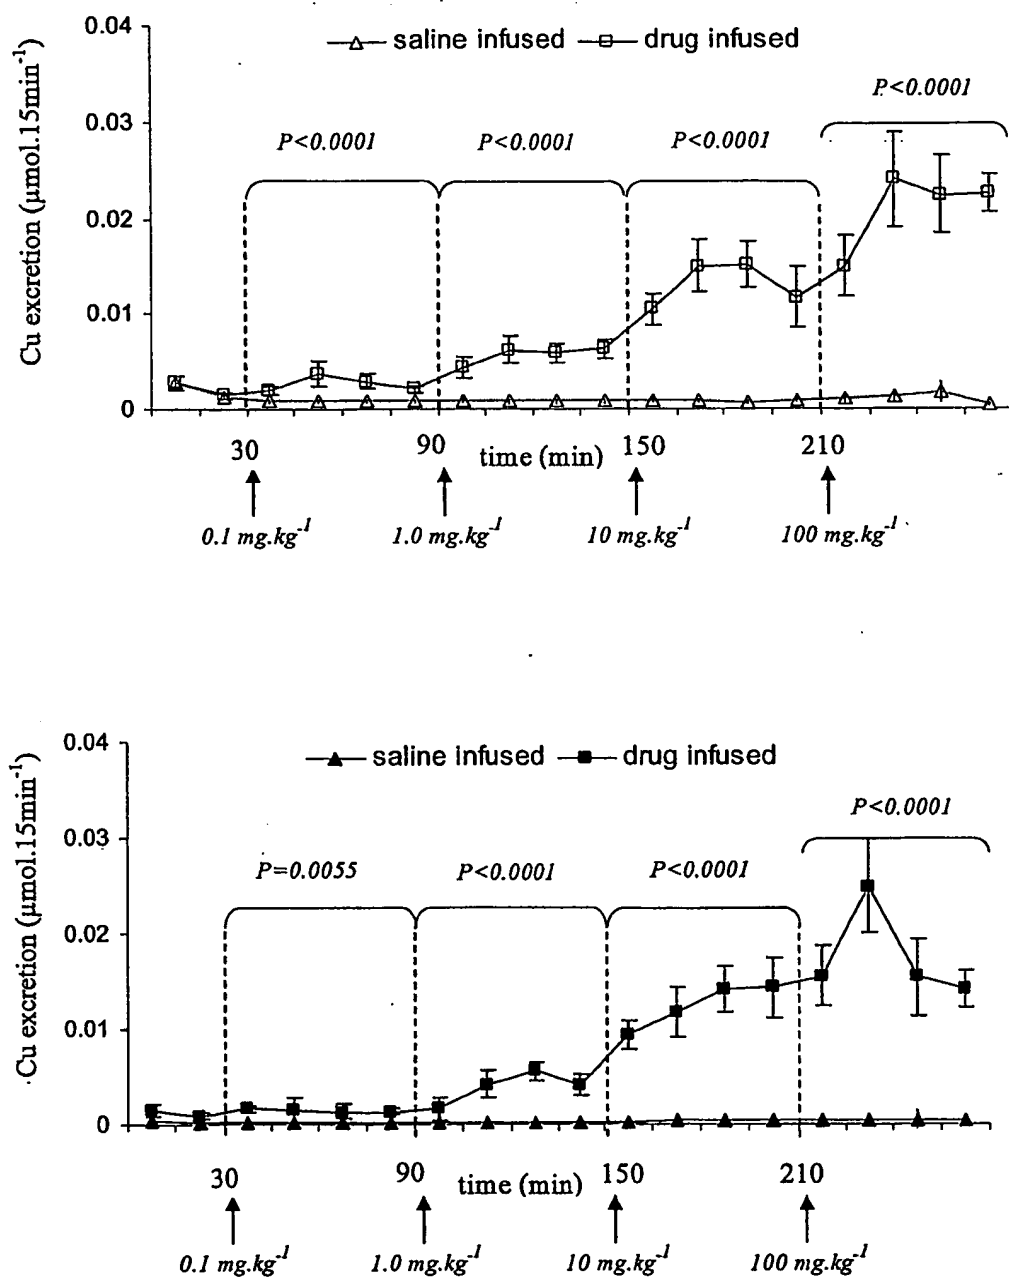 0.04
saline infused drug infused
P<0.0001
0.03
P<0.0001 P<0.0001 P<0.0001
0.02
0.01
0
Cu excretion (µmol.15min⁻¹)
30 90 time (min) 150 210
0.1 mg.kg⁻¹ 1.0 mg.kg⁻¹ 10 mg.kg⁻¹ 100 mg.kg⁻¹
0.04
saline infused drug infused
P<0.0001
0.03
P=0.0055 P<0.0001 P<0.0001
0.02
0.01
0
Cu excretion (µmol.15min⁻¹)
30 90 time (min) 150 210
0.1 mg.kg⁻¹ 1.0 mg.kg⁻¹ 10 mg.kg⁻¹ 100 mg.kg⁻¹